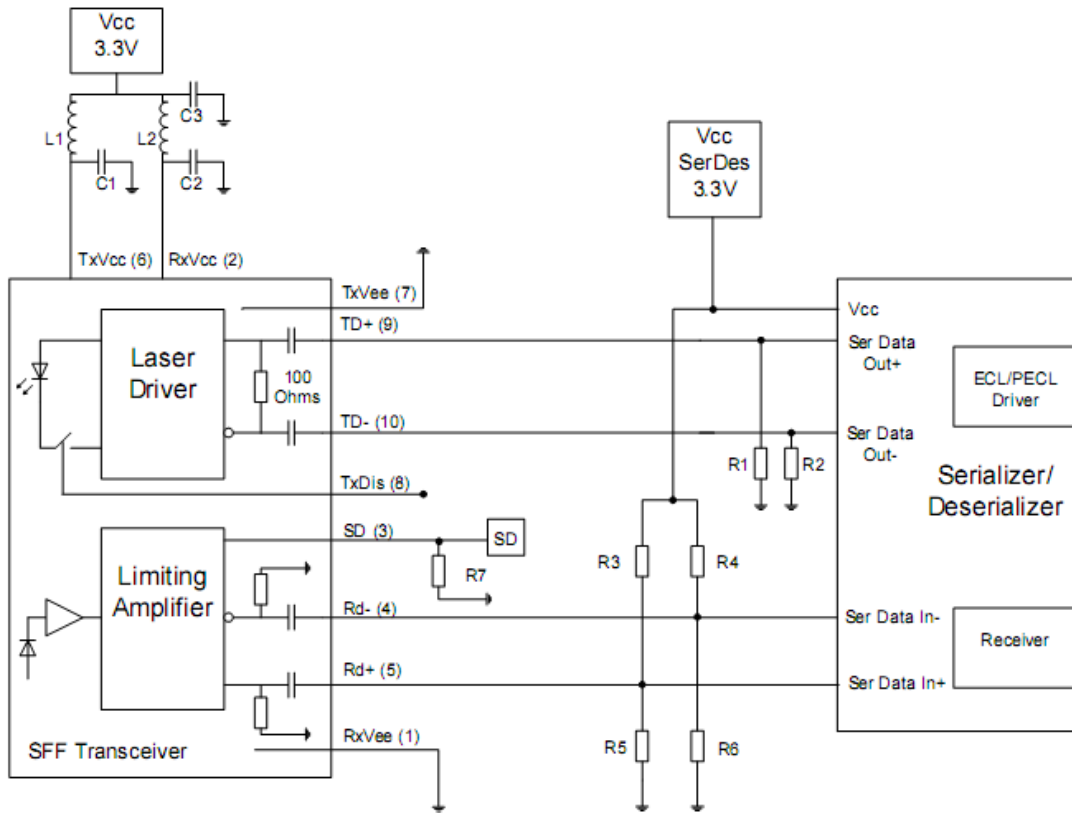 Vcc
3.3V
C3
L1
L2
C1
C2
TxVcc (6)
RxVcc (2)
Vcc
SerDes
3.3V
TxVee (7)
TD+ (9)
Laser
Driver
100
Ohms
TD- (10)
TxDis (8)
Vcc
Ser Data
Out+
ECL/PECL
Driver
Ser Data
Out-
R1
R2
Serializer/
Deserializer
SD (3)
SD
R7
R3
R4
Limiting
Amplifier
Rd- (4)
Ser Data In-
Receiver
Rd+ (5)
Ser Data In+
RxVee (1)
SFF Transceiver
R5
R6